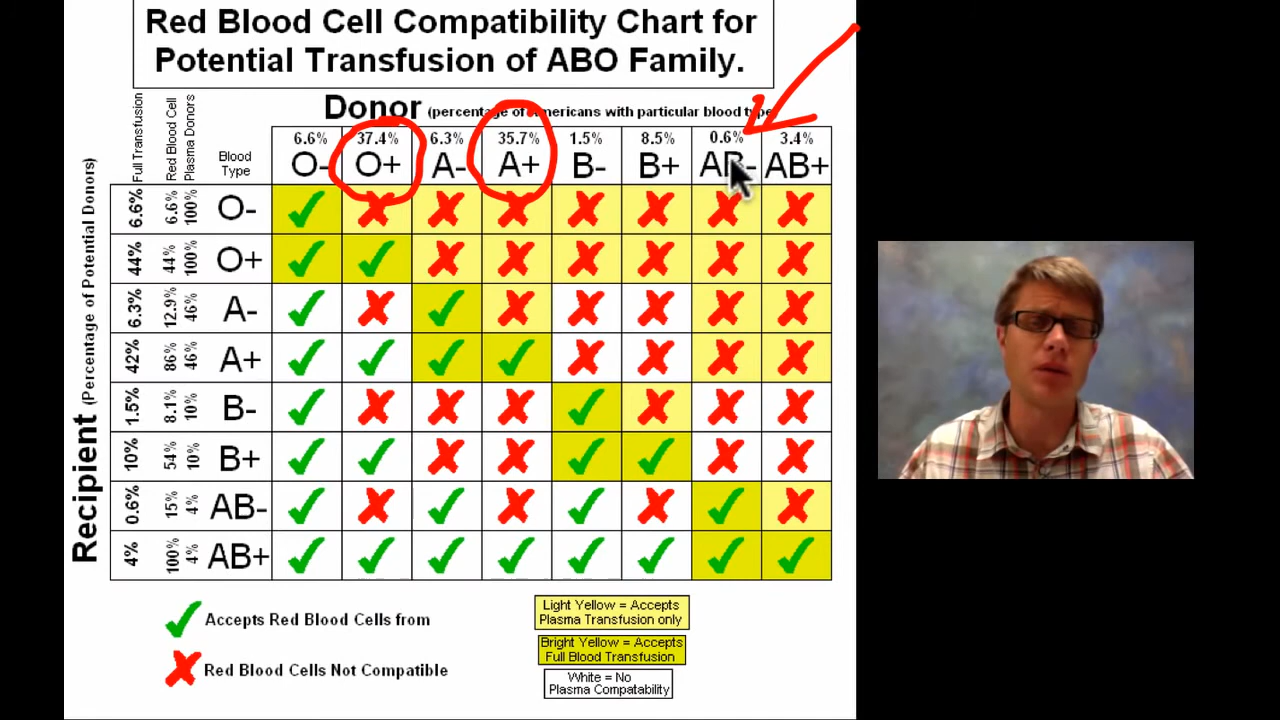 Red Blood Cell Compatibility Chart for
Potential Transfusion of ABO Family.
Donor (percentage of Americans with particular blood type
Full Transfusion
Red Blood Cell
Plasma Donors
Blood
Type
6.6% 37.4% 6.3% 35.7% 1.5% 8.5% 0.6% 3.4%
O- O+ A- A+ B- B+ AB- AB+
Recipient (Percentage of Potential Donors)
6.6% 6.6% 100% O-
44% 44% 100% O+
6.3% 12.9% 46% A-
42% 86% 46% A+
1.5% 8.1% 10% B-
10% 54% 10% B+
0.6% 15% 4% AB-
4% 100% 4% AB+
Accepts Red Blood Cells from
Red Blood Cells Not Compatible
Light Yellow = Accepts
Plasma Transfusion only
Bright Yellow = Accepts
Full Blood Transfusion
White = No
Plasma Compatability